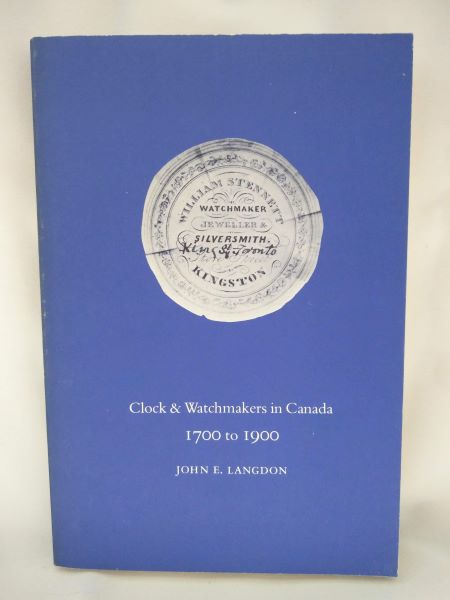 WILLIAM STENNETT
WATCHMAKER
JEWELLER &
SILVERSMITH.
King St. Toronto
KINGSTON
Clock & Watchmakers in Canada
1700 to 1900
JOHN E. LANGDON